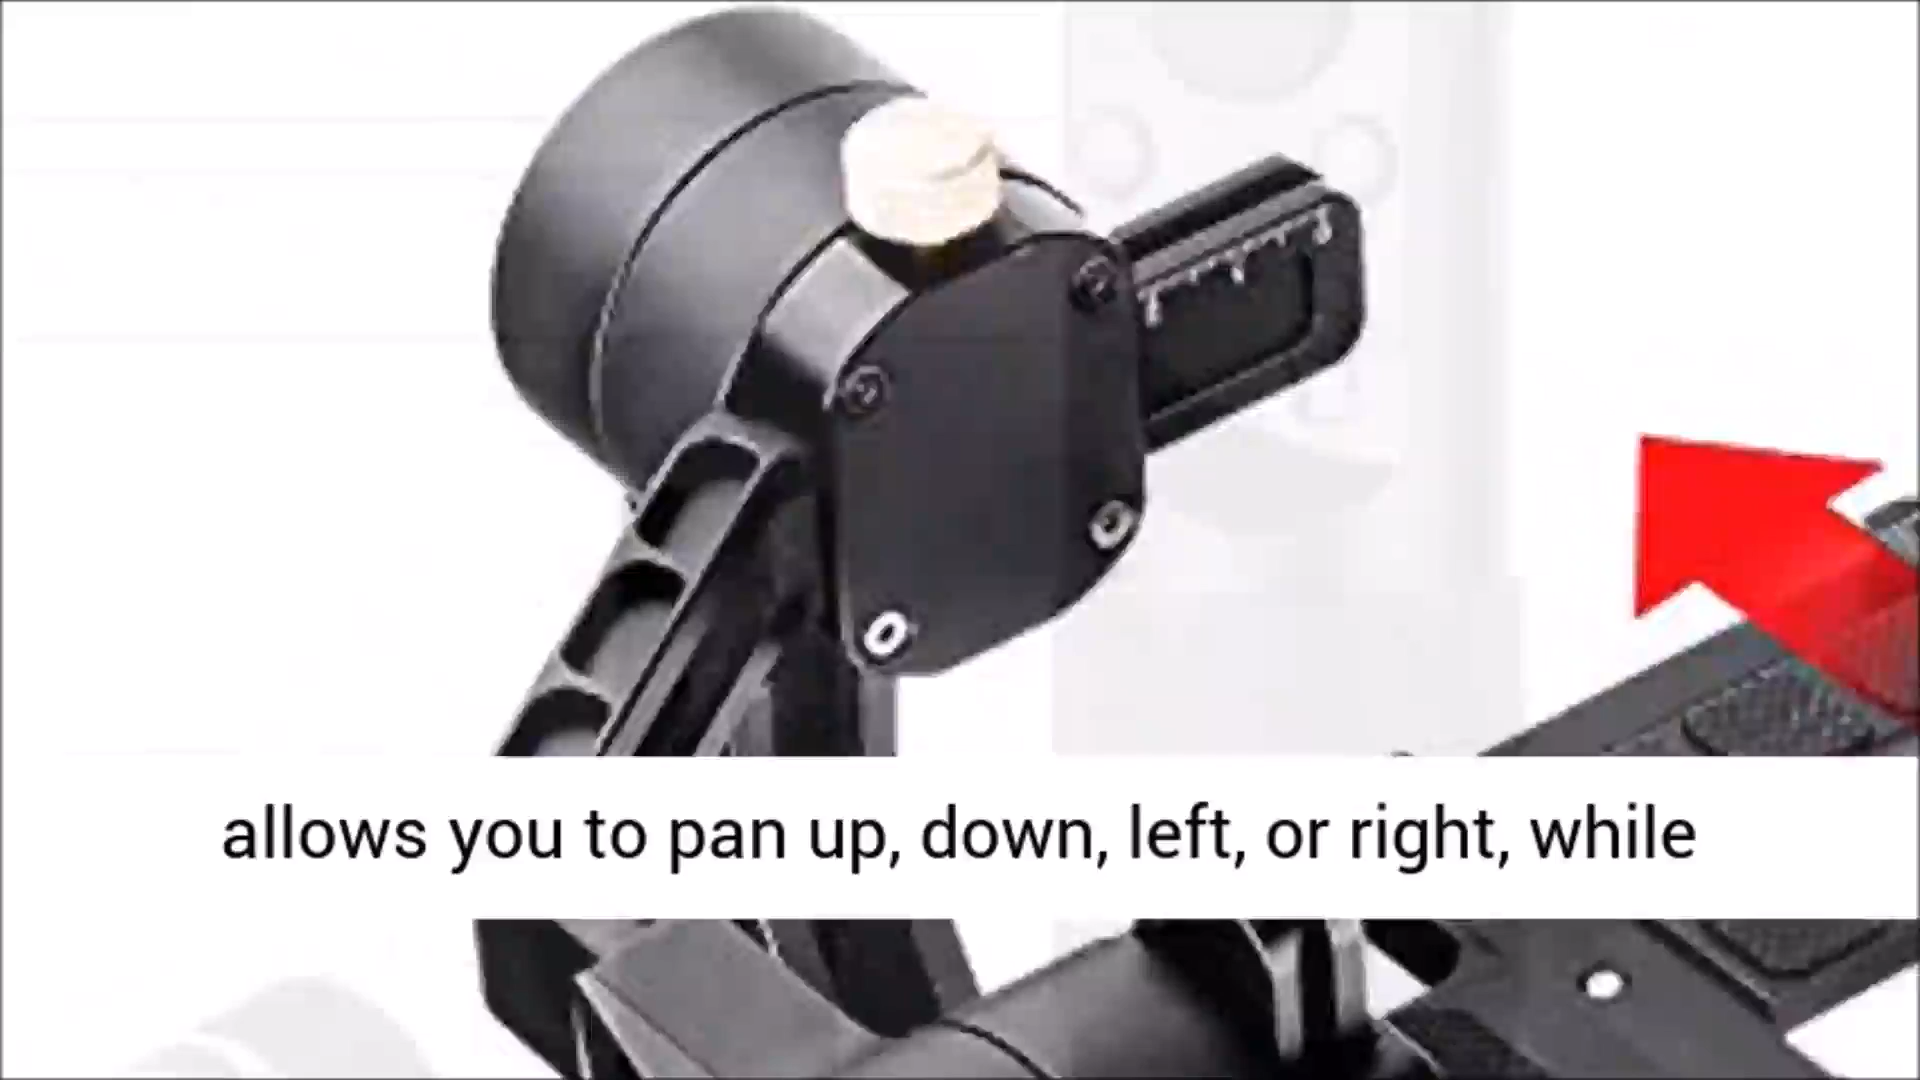 allows you to pan up, down, left, or right, while